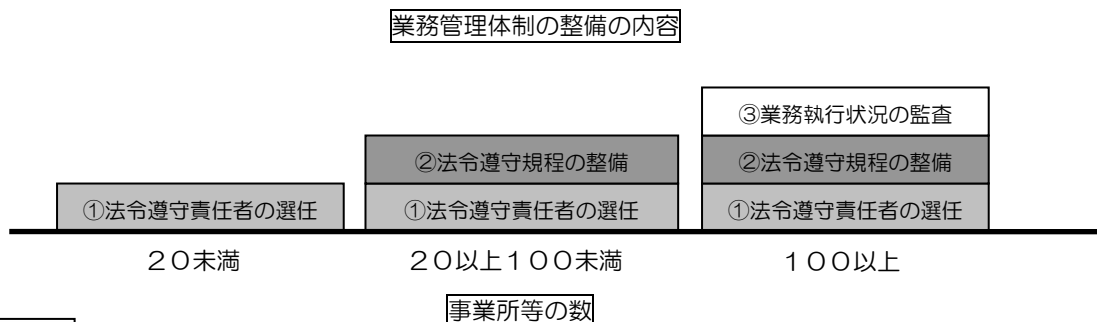 業務管理体制の整備の内容
③業務執行状況の監査
②法令遵守規程の整備 ②法令遵守規程の整備
①法令遵守責任者の選任 ①法令遵守責任者の選任 ①法令遵守責任者の選任
２０未満 ２０以上１００未満 １００以上
事業所等の数